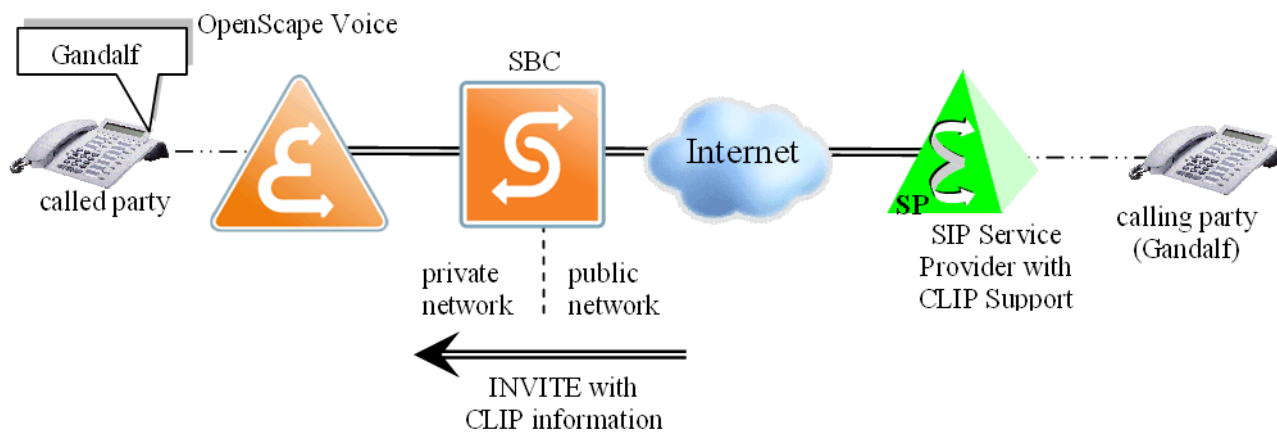 OpenScape Voice
Gandalf
SBC
Internet
SP
called party
calling party
(Gandalf)
SIP Service
Provider with
CLIP Support
private
network
public
network
INVITE with
CLIP information